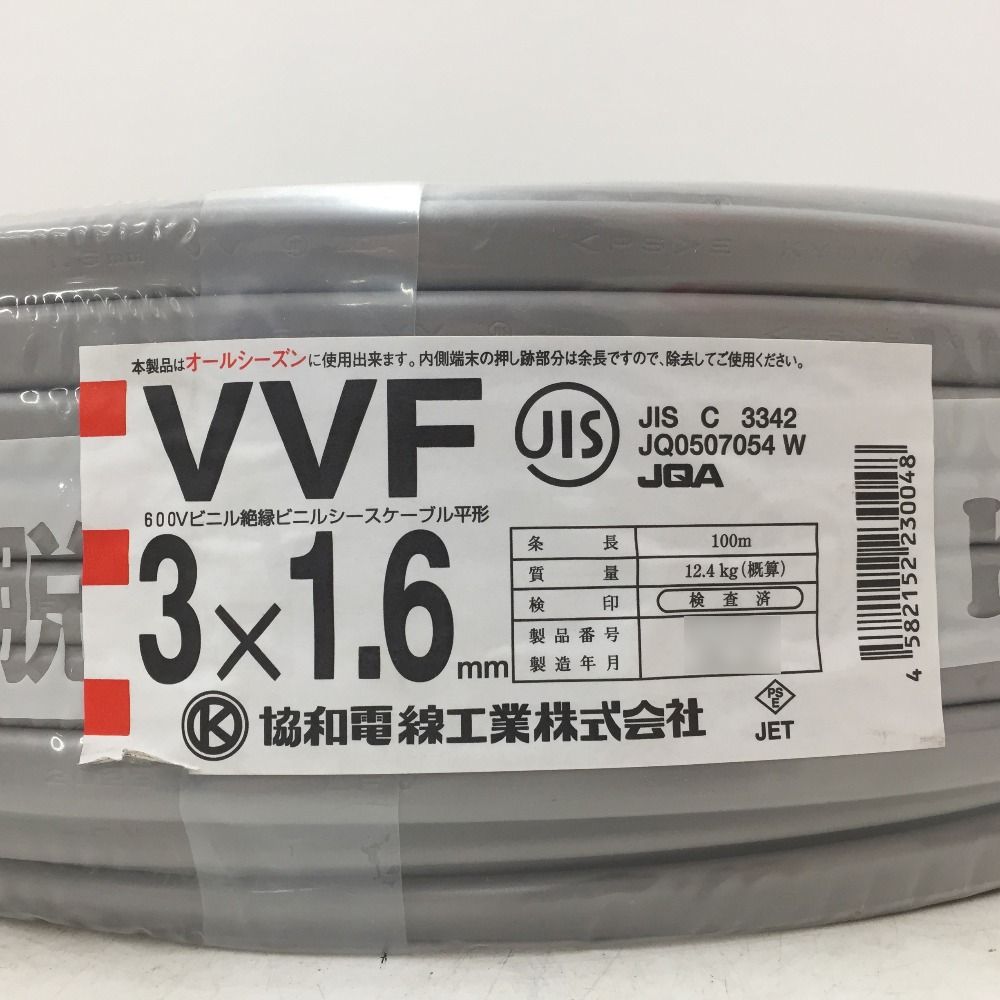 本製品はオールシーズンに使用出来ます。内側端末の押し跡部分は余長ですので、除去してご使用ください。
VVF
JIS
JIS C 3342
JQ0507054 W
JQA
600Vビニル絶縁ビニルシースケーブル平形
3×1.6mm
条長 100m
質量 12.4kg(概算)
検印 検査済
製品番号
製造年月
K 協和電線工業株式会社
PSE
JET
4 582152 230048
脱